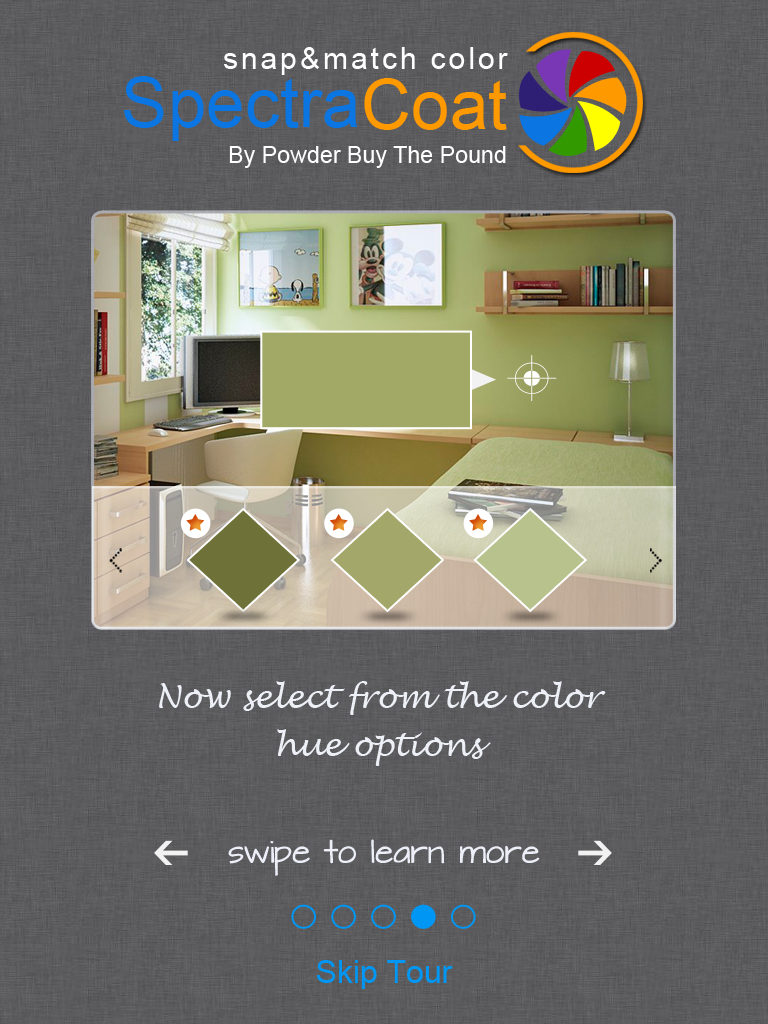 snap&match color
SpectraCoat
By Powder Buy The Pound
Now select from the color
hue options
swipe to learn more
Skip Tour